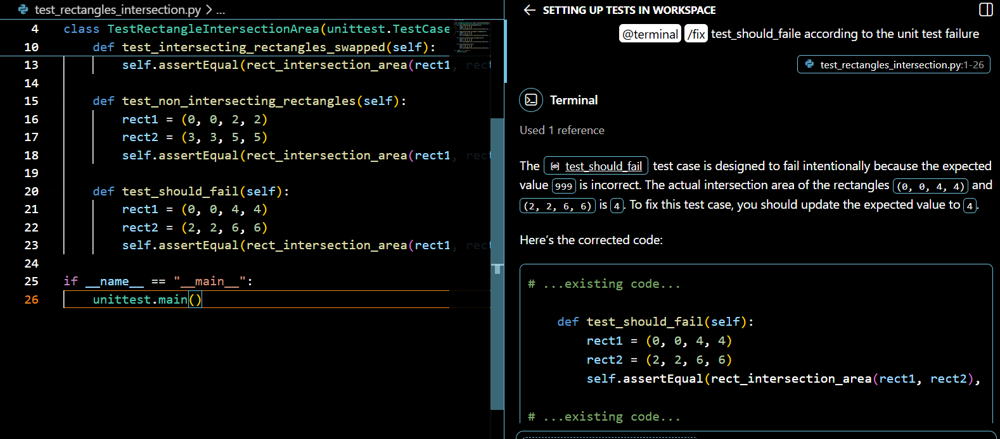 test_rectangles_intersection.py > ...
4 class TestRectangleIntersectionArea(unittest.TestCase
10 def test_intersecting_rectangles_swapped(self):
13 self.assertEqual(rect_intersection_area(rect1, rect
14
15 def test_non_intersecting_rectangles(self):
16 rect1 = (0, 0, 2, 2)
17 rect2 = (3, 3, 5, 5)
18 self.assertEqual(rect_intersection_area(rect1, rect
19
20 def test_should_fail(self):
21 rect1 = (0, 0, 4, 4)
22 rect2 = (2, 2, 6, 6)
23 self.assertEqual(rect_intersection_area(rect1, rect
24
25 if __name__ == "__main__":
26 unittest.main()
SETTING UP TESTS IN WORKSPACE
@terminal /fix test_should_faile according to the unit test failure
test_rectangles_intersection.py:1-26
Terminal
Used 1 reference
The test_should_fail test case is designed to fail intentionally because the expected
value 999 is incorrect. The actual intersection area of the rectangles (0, 0, 4, 4) and
(2, 2, 6, 6) is 4. To fix this test case, you should update the expected value to 4.
Here's the corrected code:
# ...existing code...
def test_should_fail(self):
rect1 = (0, 0, 4, 4)
rect2 = (2, 2, 6, 6)
self.assertEqual(rect_intersection_area(rect1, rect2),
# ...existing code...